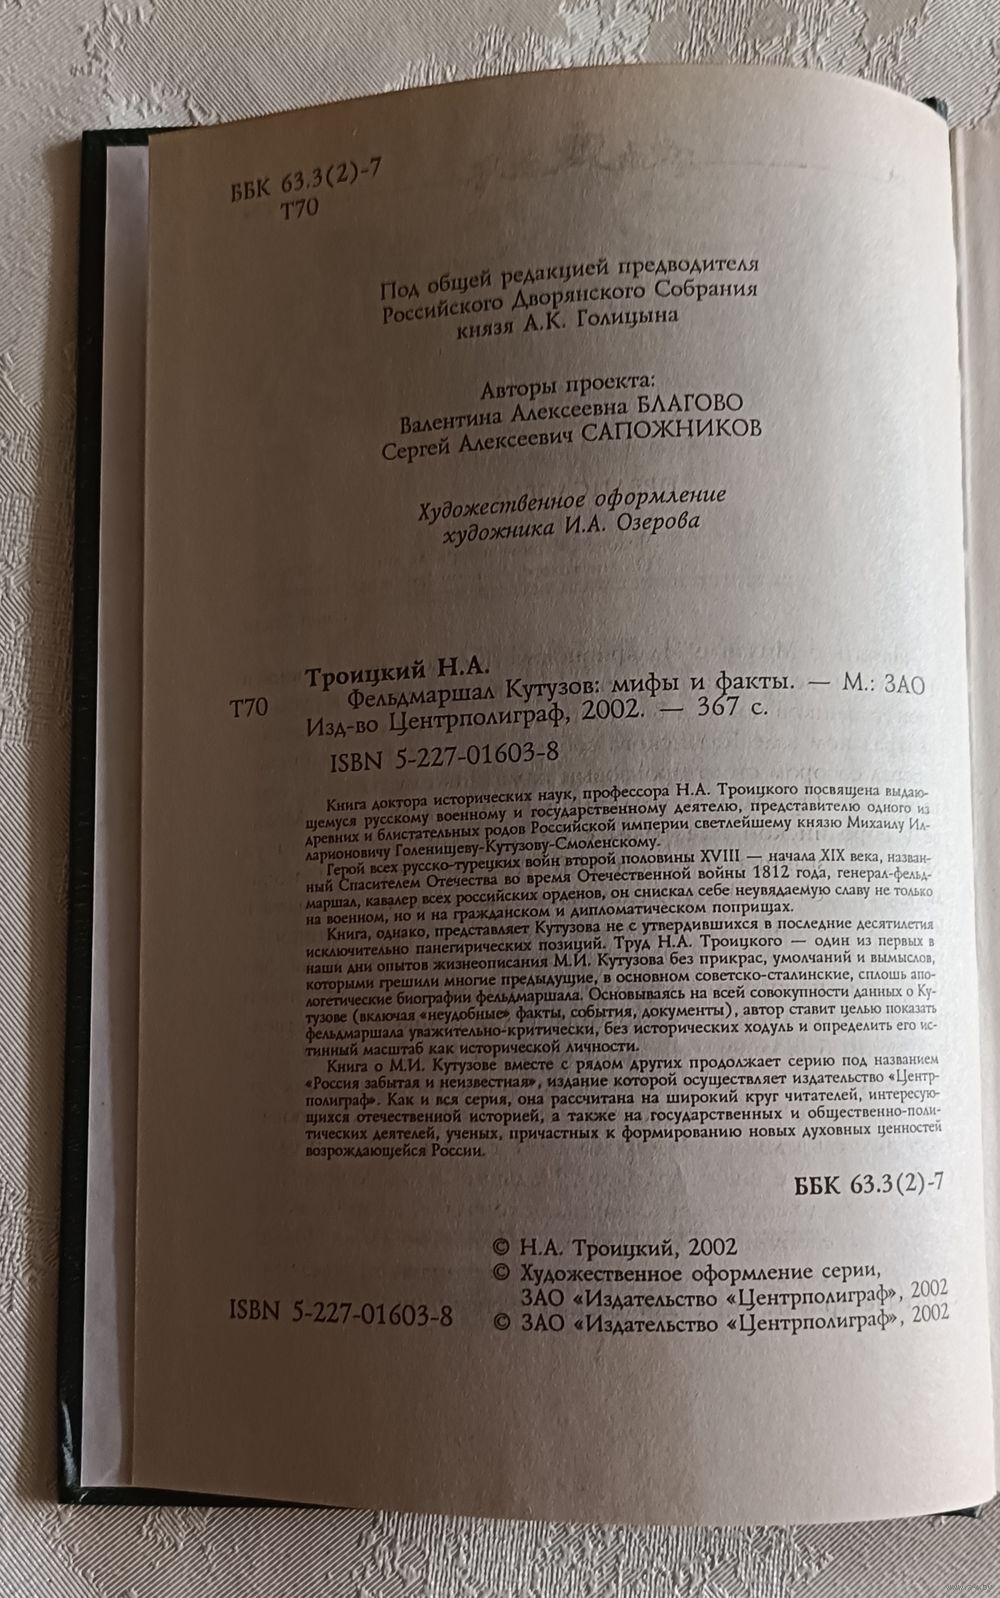 ББК 63.3(2)-7
Т70
Под общей редакцией предводителя
Российского Дворянского Собрания
князя А.К. Голицына
Авторы проекта:
Валентина Алексеевна БЛАГОВО
Сергей Алексеевич САПОЖНИКОВ
Художественное оформление
художника И.А. Озерова
Троицкий Н.А.
Т70 Фельдмаршал Кутузов: мифы и факты. — М.: ЗАО
Изд-во Центрполиграф, 2002. — 367 с.
ISBN 5-227-01603-8
Книга доктора исторических наук, профессора Н.А. Троицкого посвящена выдаю-
щемуся русскому военному и государственному деятелю, представителю одного из
древних и блистательных родов Российской империи светлейшему князю Михаилу Ил-
ларионовичу Голенищеву-Кутузову-Смоленскому.
Герой всех русско-турецких войн второй половины XVIII — начала XIX века, назван-
ный Спасителем Отечества во время Отечественной войны 1812 года, генерал-фельд-
маршал, кавалер всех российских орденов, он снискал себе неувядаемую славу не только
на военном, но и на гражданском и дипломатическом поприщах.
Книга, однако, представляет Кутузова не с утвердившихся в последние десятилетия
исключительно панегирических позиций. Труд Н.А. Троицкого — один из первых в
наши дни опытов жизнеописания М.И. Кутузова без прикрас, умолчаний и вымыслов,
которыми грешили многие предыдущие, в основном советско-сталинские, сплошь апо-
логетические биографии фельдмаршала. Основываясь на всей совокупности данных о Ку-
тузове (включая «неудобные» факты, события, документы), автор ставит целью показать
фельдмаршала уважительно-критически, без исторических ходуль и определить его ис-
тинный масштаб как исторической личности.
Книга о М.И. Кутузове вместе с рядом других продолжает серию под названием
«Россия забытая и неизвестная», издание которой осуществляет издательство «Центр-
полиграф». Как и вся серия, она рассчитана на широкий круг читателей, интересую-
щихся отечественной историей, а также на государственных и общественно-поли-
тических деятелей, ученых, причастных к формированию новых духовных ценностей
возрождающейся России.
ББК 63.3(2)-7
© Н.А. Троицкий, 2002
© Художественное оформление серии,
ЗАО «Издательство «Центрполиграф», 2002
ISBN 5-227-01603-8 © ЗАО «Издательство «Центрполиграф», 2002